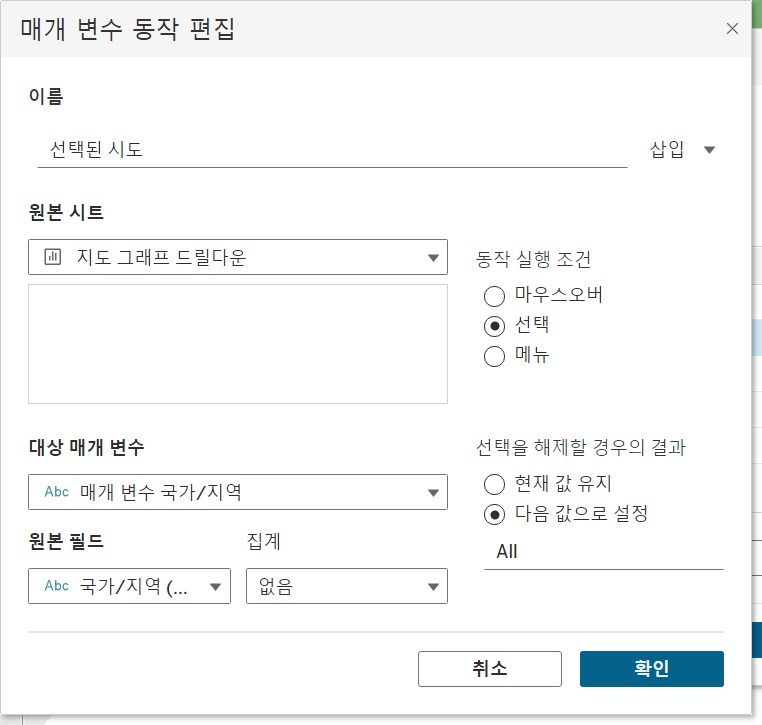 매개 변수 동작 편집
이름
선택된 시도
삽입
원본 시트
지도 그래프 드릴다운
동작 실행 조건
마우스오버
선택
메뉴
대상 매개 변수
Abc 매개 변수 국가/지역
선택을 해제할 경우의 결과
현재 값 유지
다음 값으로 설정
All
원본 필드
집계
Abc 국가/지역 (...
없음
취소
확인